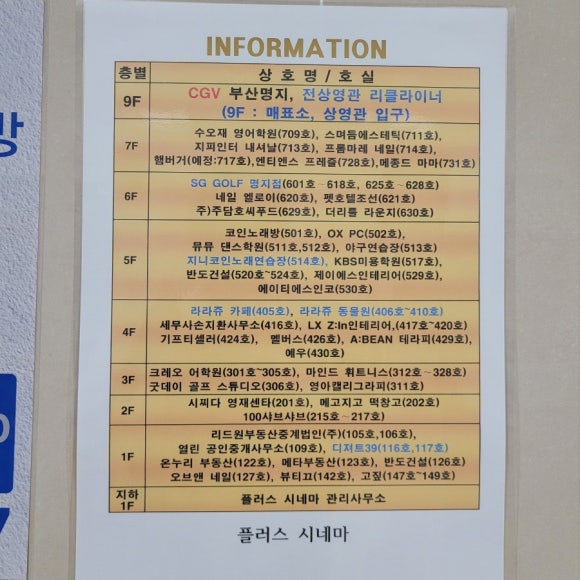 INFORMATION
층별 상 호 명 / 호 실
9F CGV 부산명지, 전상영관 리클라이너
(9F : 매표소, 상영관 입구)
수오재 영어학원(709호), 스며듬에스테틱(711호),
7F 지피인터 내셔날(713호), 프롬마레 네일(714호),
햄버거(예정:717호),엔티엔스 프레즐(728호),메종드 마마(731호)
SG GOLF 명지점(601호~618호, 625호~628호)
6F 네일 엘로이(620호), 펫호텔조선(621호)
주)주담호씨푸드(629호), 더리틀 라운지(630호)
코인노래방(501호), OX PC(502호),
뮤뮤 댄스학원(511호,512호), 야구연습장(513호)
5F 지니코인노래연습장(514호), KBS미용학원(517호)
반도건설(520호~524호), 제이에스인테리어(529호),
에이티에스인코(530호)
라라쥬 카페(405호), 라라쥬 동물원(406호~410호)
4F 세무사손지환사무소(416호), LX Z:In인테리어,(417호~420호)
기프티셀러(424호), 멜버스(426호), A:BEAN 테라피(429호),
에우(430호)
3F 크레오 어학원(301호~305호), 마인드 휘트니스(312호~328호)
굿데이 골프 스튜디오(306호), 영아캘리그라피(311호)
2F 시찌다 영재센타(201호), 메고지고 떡창고(202호)
100샤브샤브(215호~217호)
리드원부동산중계법인(주)(105호,106호),
1F 열린 공인중개사무소(109호), 디저트39(116호,117호)
온누리 부동산(122호), 메타부동산(123호), 반도건설(126호)
오브앤 네일(127호), 뷰티끄(142호), 고짚(147호~149호)
지하 1F 플러스 시네마 관리사무소
플러스 시네마
방